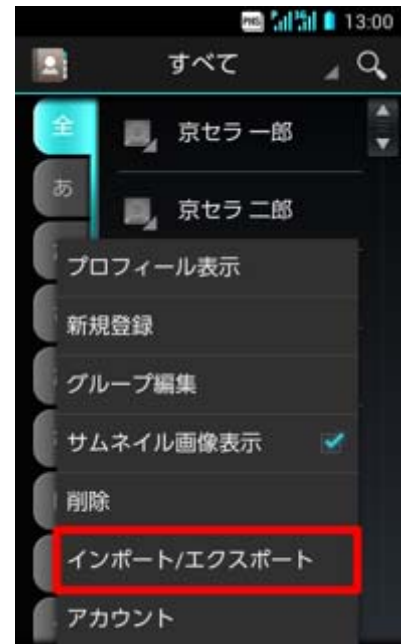 PHS 13:00
すべて
全
京セラ 一郎
あ
京セラ 二郎
プロフィール表示
新規登録
グループ編集
サムネイル画像表示
削除
インポート/エクスポート
アカウント